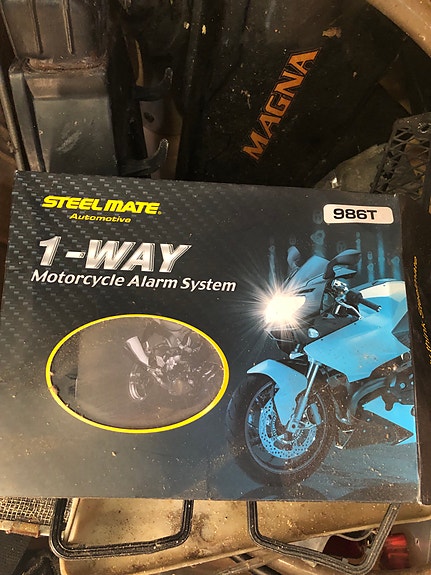 MAGNA
STEEL MATE®
Automotive
986T
1-WAY
Motorcycle Alarm System